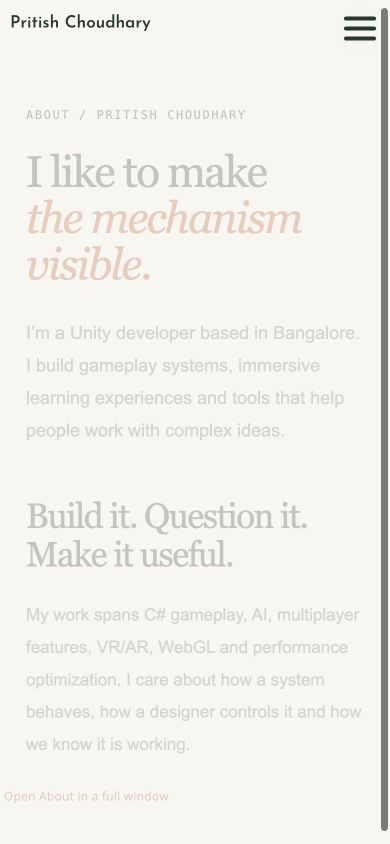 Pritish Choudhary
ABOUT / PRITISH CHOUDHARY
I like to make
the mechanism
visible.
I'm a Unity developer based in Bangalore.
I build gameplay systems, immersive
learning experiences and tools that help
people work with complex ideas.
Build it. Question it.
Make it useful.
My work spans C# gameplay, AI, multiplayer
features, VR/AR, WebGL and performance
optimization. I care about how a system
behaves, how a designer controls it and how
we know it is working.
Open About in a full window